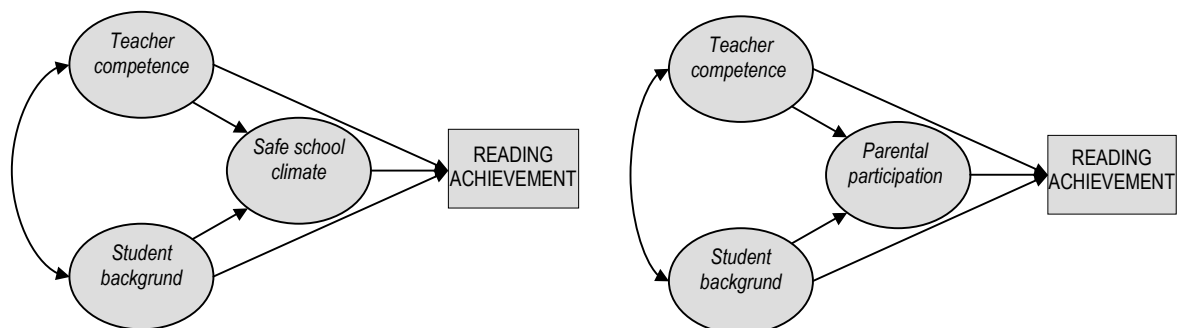 Teacher
competence
Safe school
climate
READING
ACHIEVEMENT
Student
backgrund
Teacher
competence
Parental
participation
READING
ACHIEVEMENT
Student
backgrund